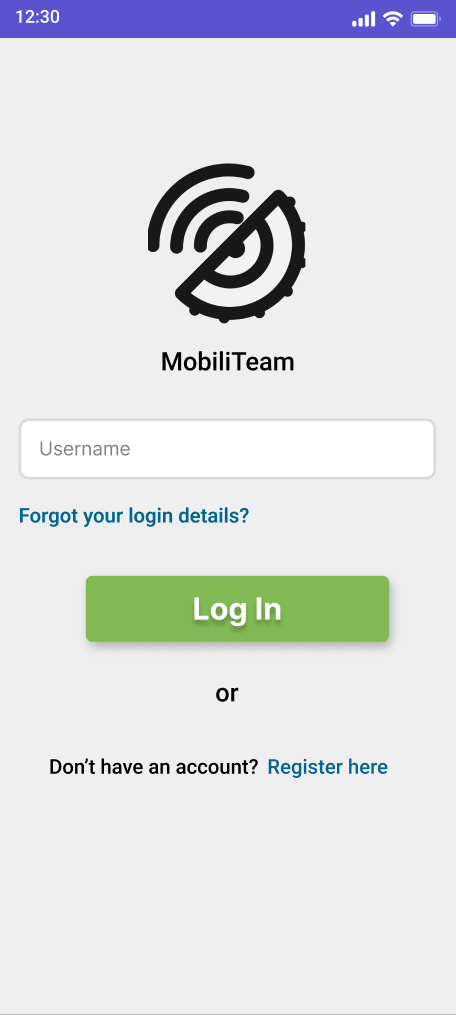 12:30
MobiliTeam
Username
Forgot your login details?
Log In
or
Don’t have an account? Register here